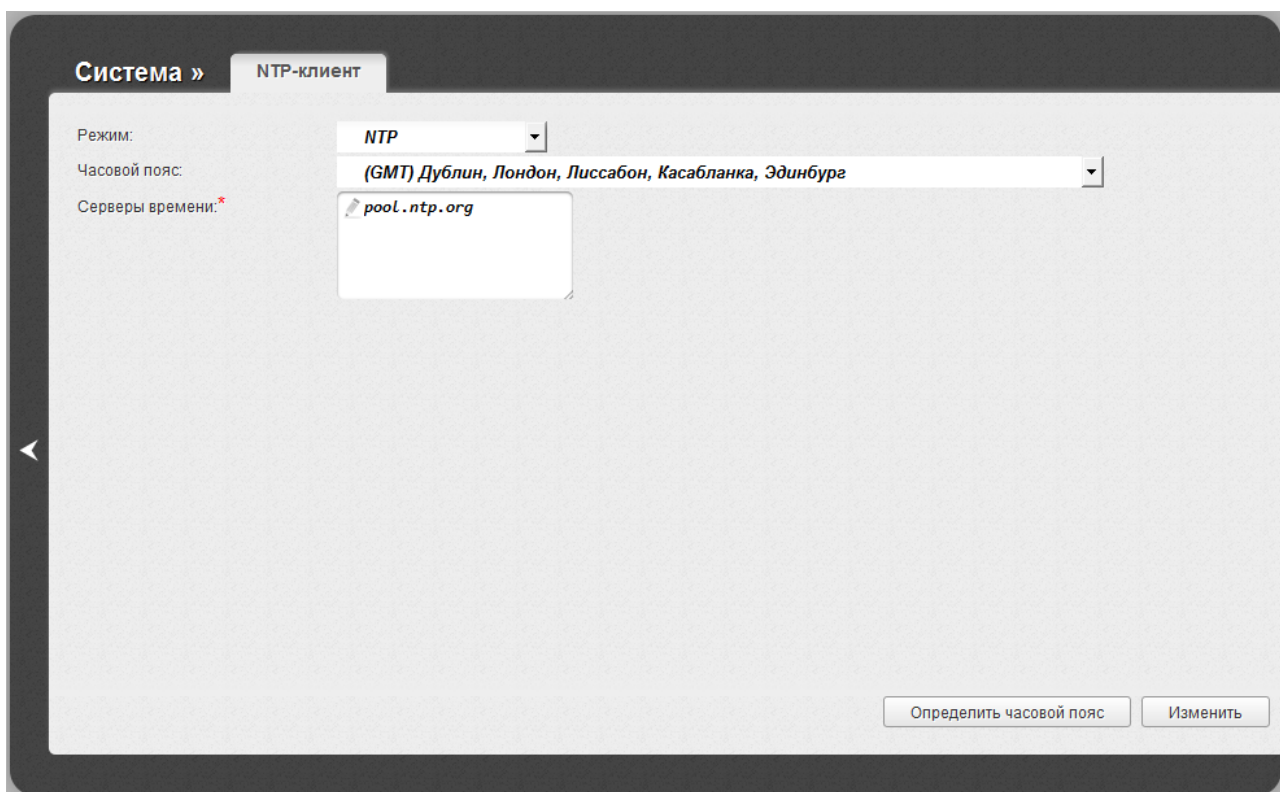 Система » NTP-клиент
Режим: NTP
Часовой пояс: (GMT) Дублин, Лондон, Лиссабон, Касабланка, Эдинбург
Серверы времени:* pool.ntp.org
Определить часовой пояс Изменить